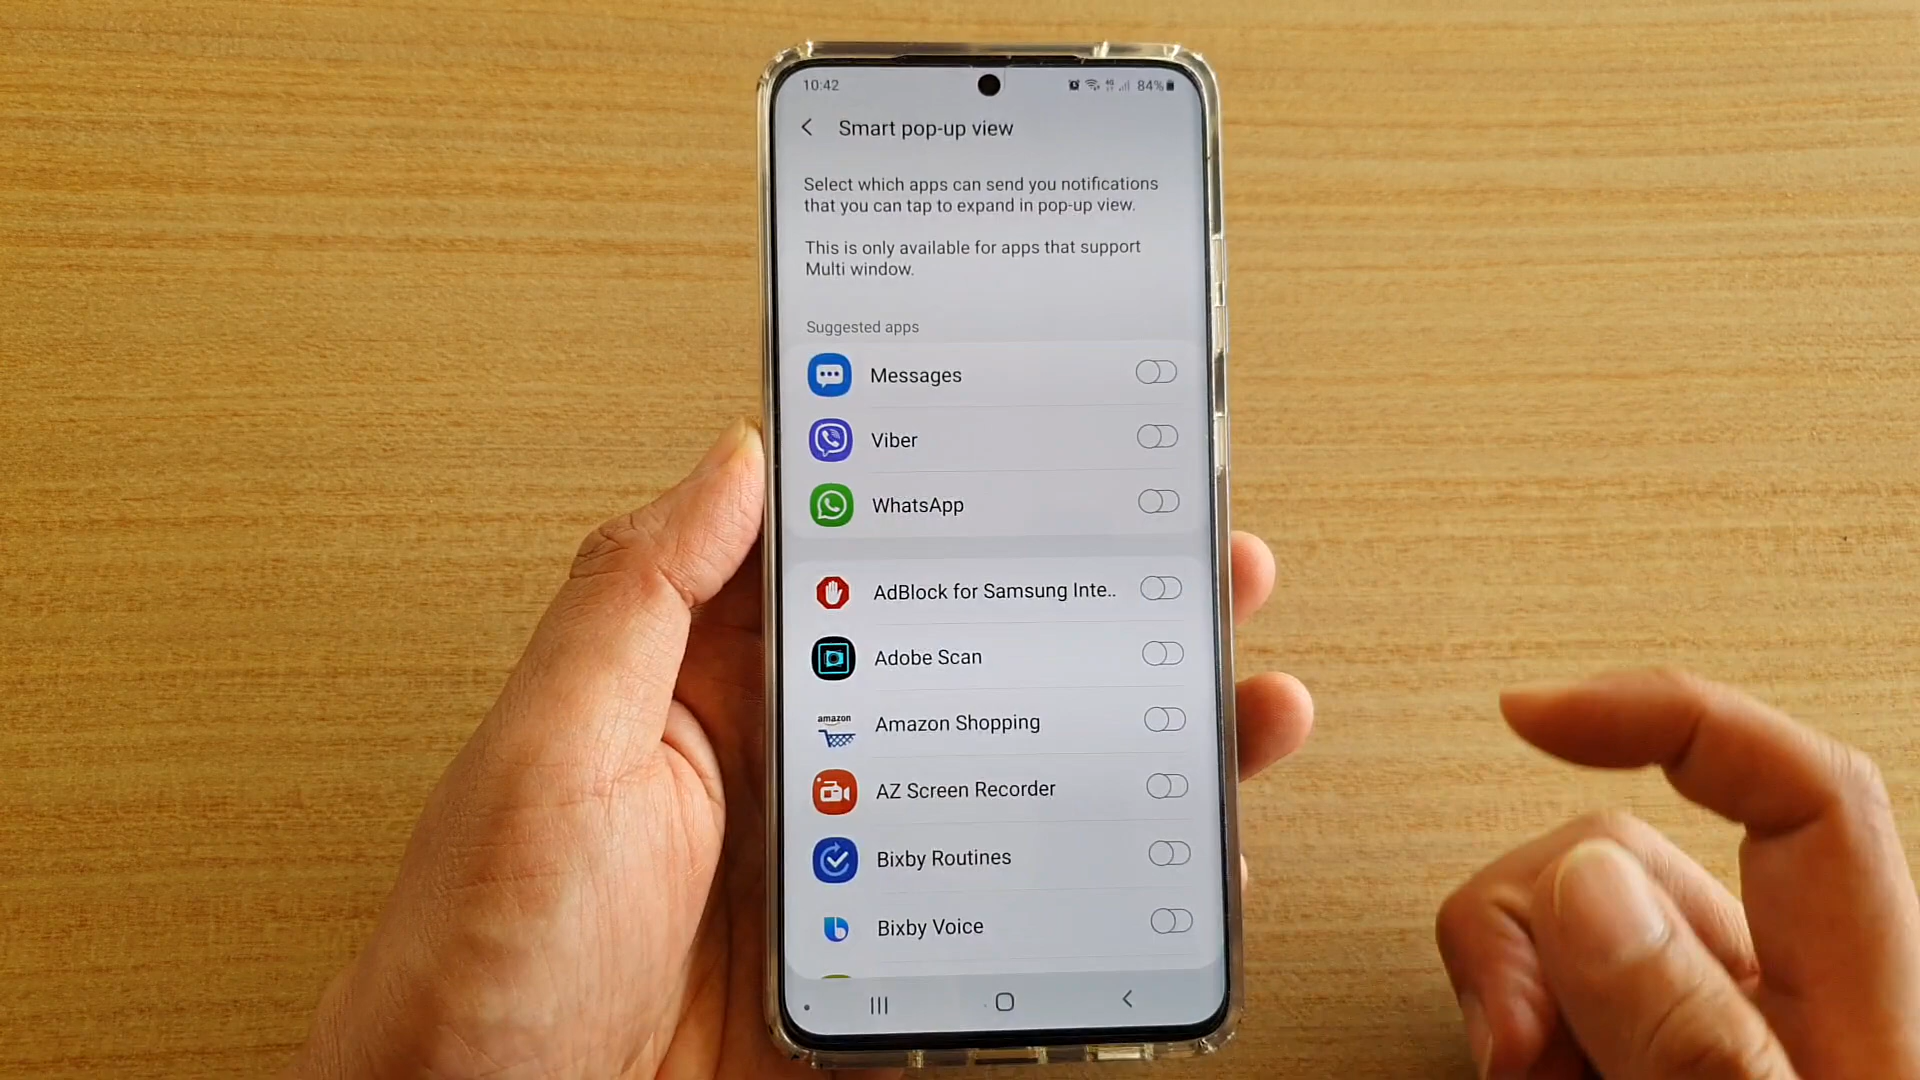 10:42
84%
Smart pop-up view
Select which apps can send you notifications
that you can tap to expand in pop-up view.
This is only available for apps that support
Multi window.
Suggested apps
Messages
Viber
WhatsApp
AdBlock for Samsung Inte..
Adobe Scan
amazon
Amazon Shopping
AZ Screen Recorder
Bixby Routines
Bixby Voice